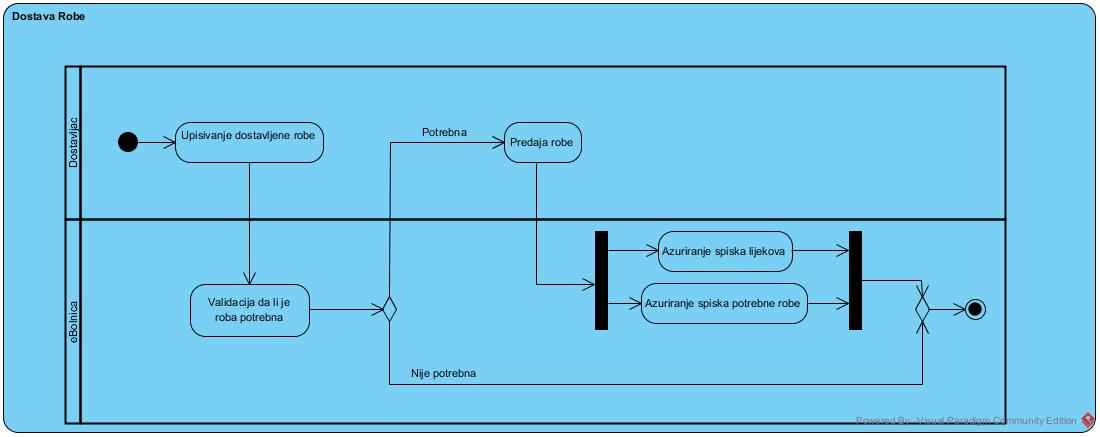 Dostava Robe
Dostavljac
Upisivanje dostavljene robe
Potrebna
Predaja robe
eBolnica
Validacija da li je
roba potrebna
Azuriranje spiska lijekova
Azuriranje spiska potrebne robe
Nije potrebna
Powered By Visual Paradigm Community Edition